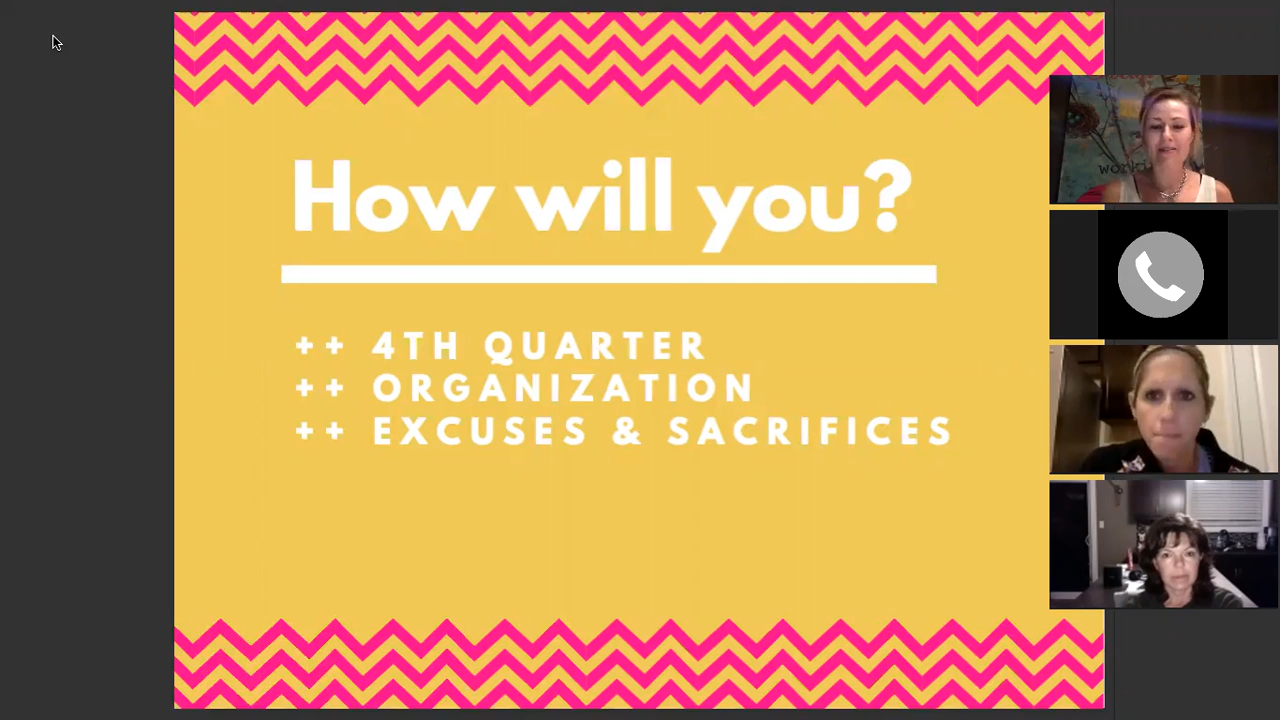 How will you?
++ 4TH QUARTER
++ ORGANIZATION
++ EXCUSES & SACRIFICES